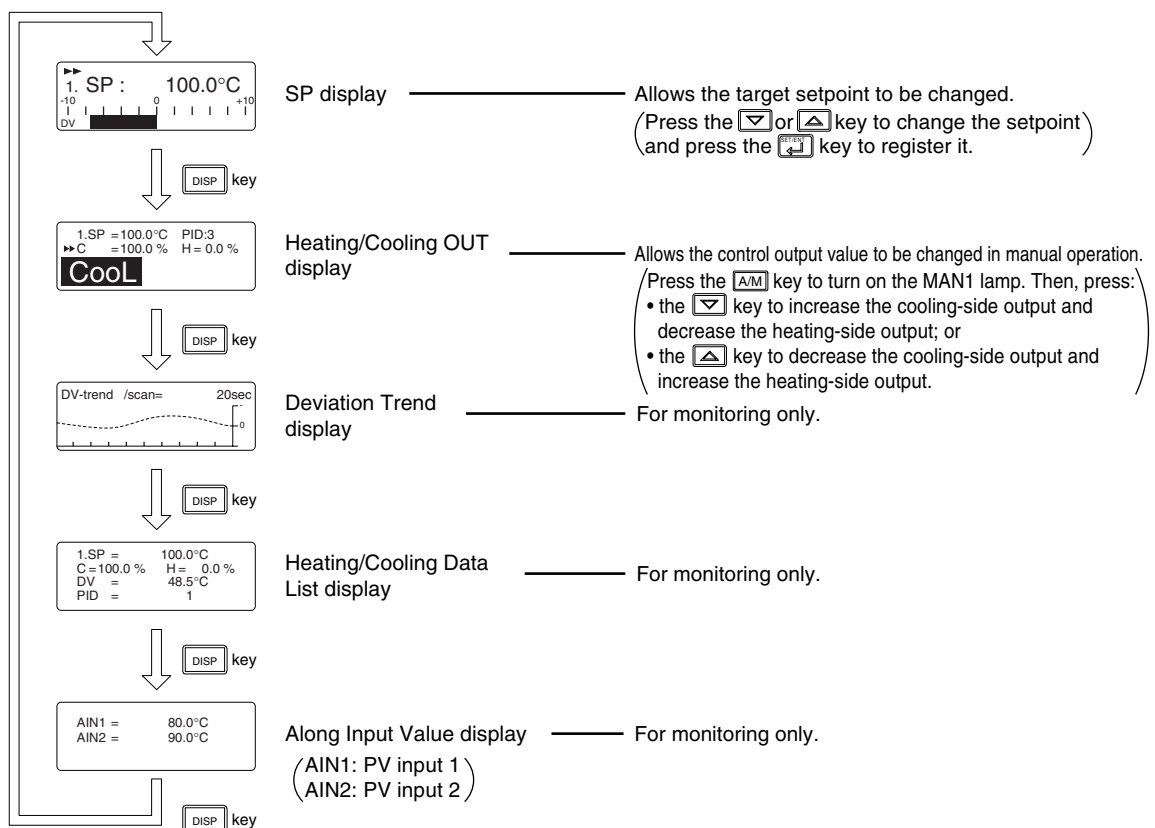 1. SP : 100.0°C
-10 0 +10
DV
SP display
Allows the target setpoint to be changed.
(Press the ▽ or △ key to change the setpoint
and press the SET/ENT key to register it.)
DISP key
1.SP =100.0°C PID:3
▸▸C =100.0 % H = 0.0 %
CooL
Heating/Cooling OUT
display
Allows the control output value to be changed in manual operation.
(Press the A/M key to turn on the MAN1 lamp. Then, press:
• the ▽ key to increase the cooling-side output and
decrease the heating-side output; or
• the △ key to decrease the cooling-side output and
increase the heating-side output.)
DISP key
DV-trend /scan= 20sec
0
Deviation Trend
display
For monitoring only.
DISP key
1.SP = 100.0°C
C =100.0 % H = 0.0 %
DV = 48.5°C
PID = 1
Heating/Cooling Data
List display
For monitoring only.
DISP key
AIN1 = 80.0°C
AIN2 = 90.0°C
Along Input Value display
(AIN1: PV input 1
AIN2: PV input 2)
For monitoring only.
DISP key